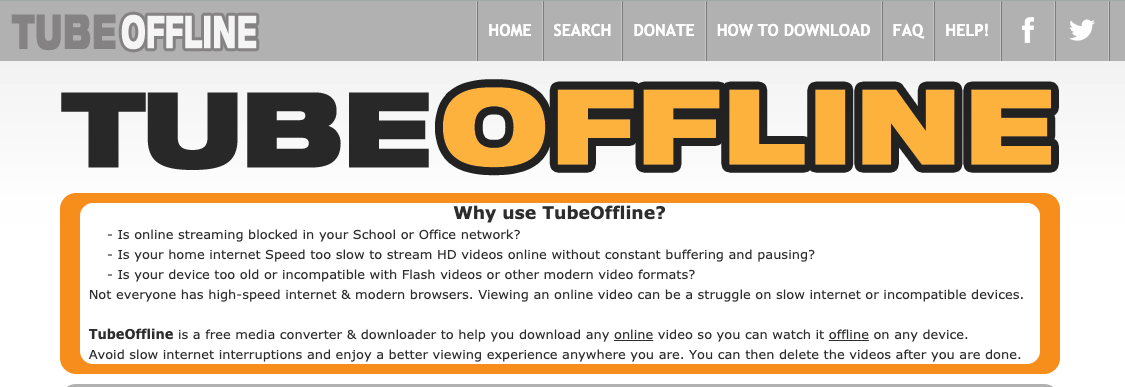 TUBEOFFLINE
HOME SEARCH DONATE HOW TO DOWNLOAD FAQ HELP! f
TUBEOFFLINE
Why use TubeOffline?
- Is online streaming blocked in your School or Office network?
- Is your home internet Speed too slow to stream HD videos online without constant buffering and pausing?
- Is your device too old or incompatible with Flash videos or other modern video formats?
Not everyone has high-speed internet & modern browsers. Viewing an online video can be a struggle on slow internet or incompatible devices.
TubeOffline is a free media converter & downloader to help you download any online video so you can watch it offline on any device.
Avoid slow internet interruptions and enjoy a better viewing experience anywhere you are. You can then delete the videos after you are done.